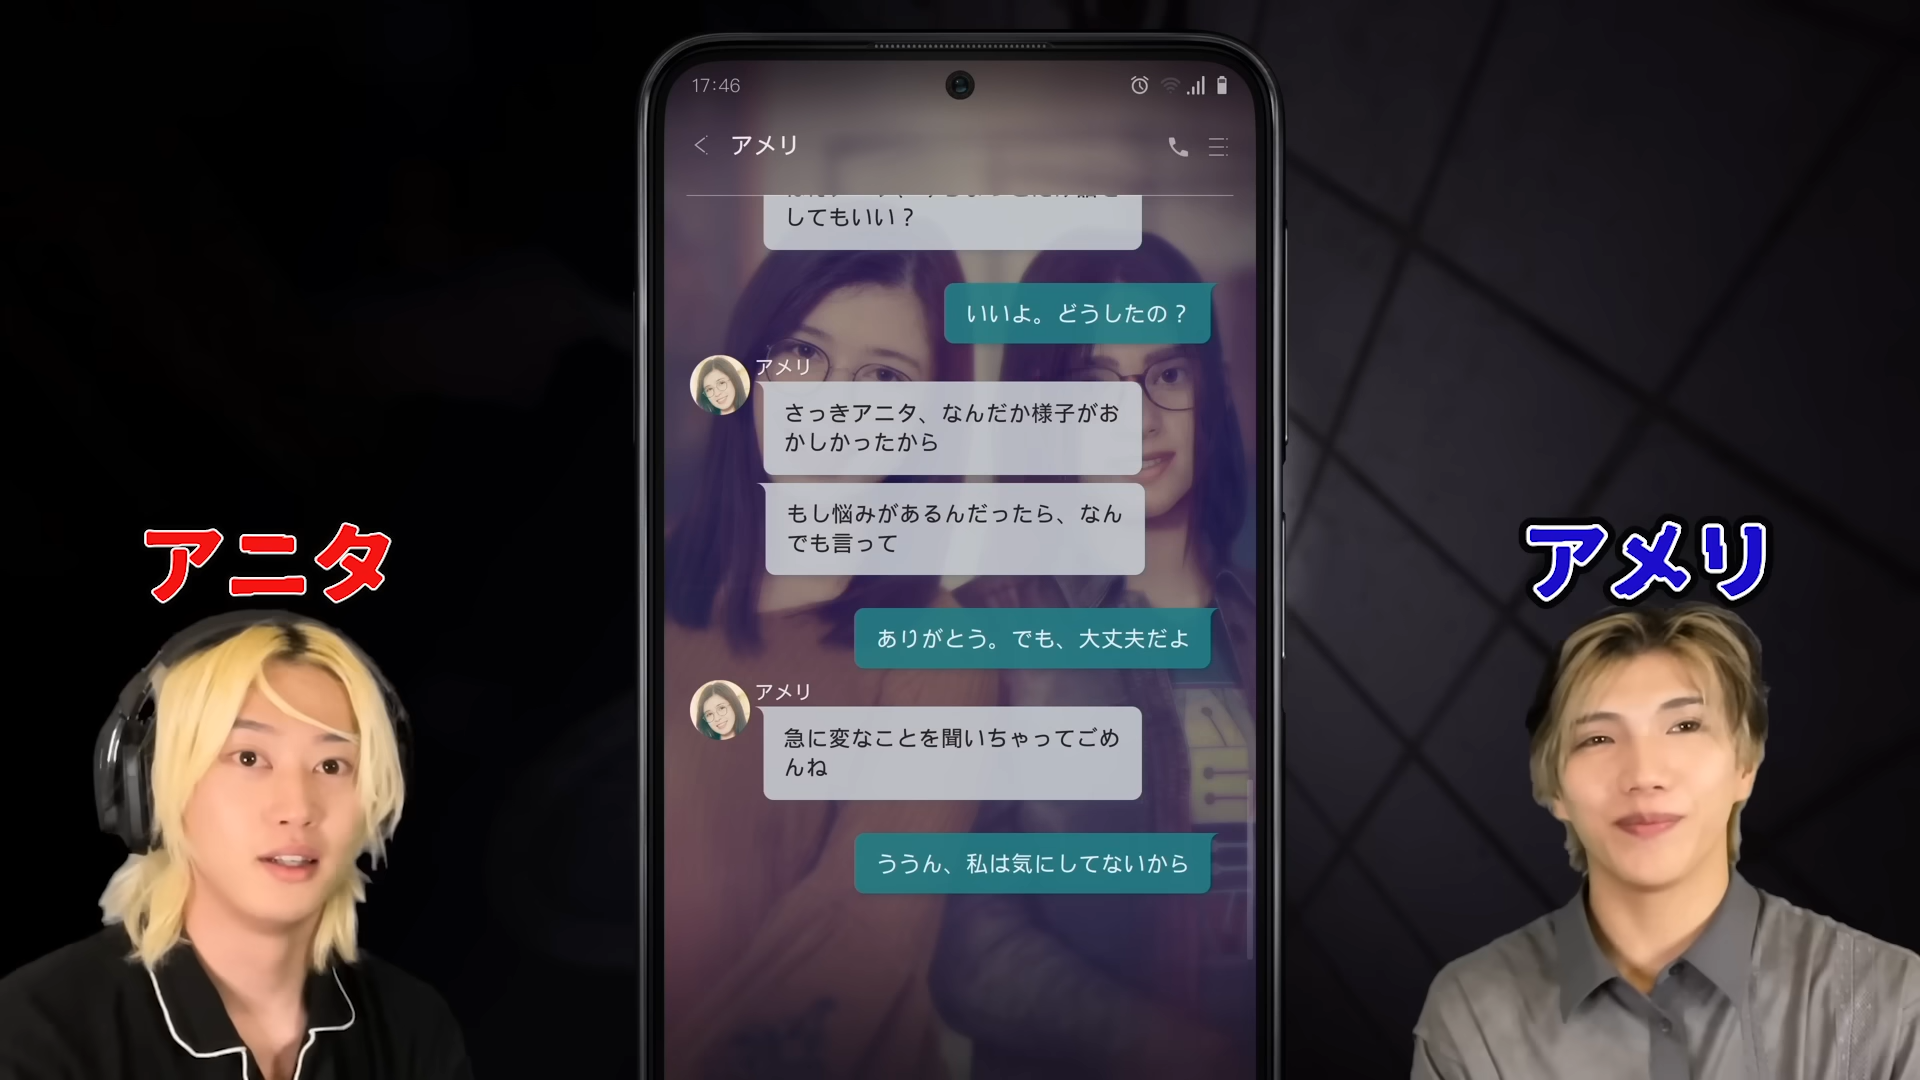 17:46
アメリ
してもいい？
いいよ。どうしたの？
アメリ
さっきアニタ、なんだか様子がお
かしかったから
もし悩みがあるんだったら、なん
でも言って
ありがとう。でも、大丈夫だよ
アメリ
急に変なことを聞いちゃってごめ
んね
ううん、私は気にしてないから
アニタ
アメリ